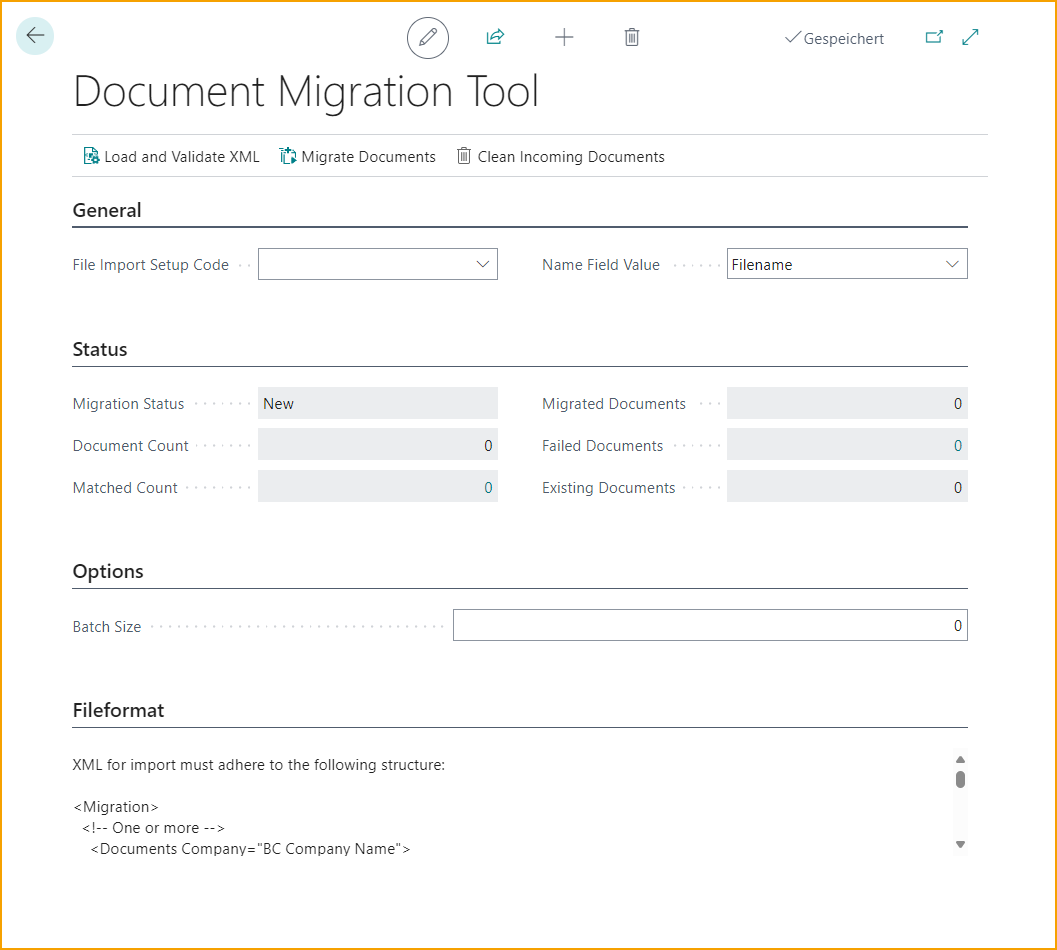 Gespeichert
Document Migration Tool
Load and Validate XML Migrate Documents Clean Incoming Documents
General
File Import Setup Code Name Field Value Filename
Status
Migration Status New Migrated Documents 0
Document Count 0 Failed Documents 0
Matched Count 0 Existing Documents 0
Options
Batch Size 0
Fileformat
XML for import must adhere to the following structure:
<Migration>
<!-- One or more -->
<Documents Company="BC Company Name">